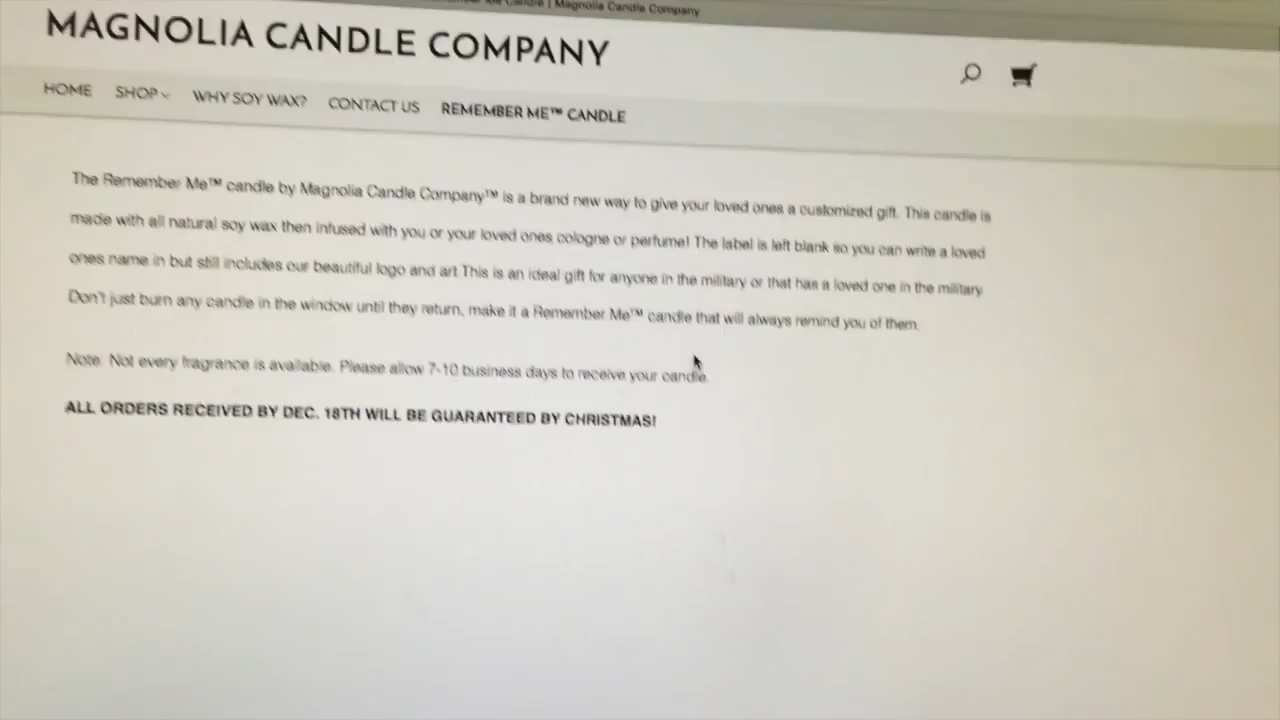 Candle | Magnolia Candle Company
MAGNOLIA CANDLE COMPANY
HOME SHOP WHY SOY WAX? CONTACT US REMEMBER ME™ CANDLE
The Remember Me™ candle by Magnolia Candle Company™ is a brand new way to give your loved ones a customized gift. This candle is
made with all natural soy wax then infused with you or your loved ones cologne or perfume! The label is left blank so you can write a loved
ones name in but still includes our beautiful logo and art This is an ideal gift for anyone in the military or that has a loved one in the military.
Don't just burn any candle in the window until they return, make it a Remember Me™ candle that will always remind you of them.
Note: Not every fragrance is available. Please allow 7-10 business days to receive your candle.
ALL ORDERS RECEIVED BY DEC. 18TH WILL BE GUARANTEED BY CHRISTMAS!